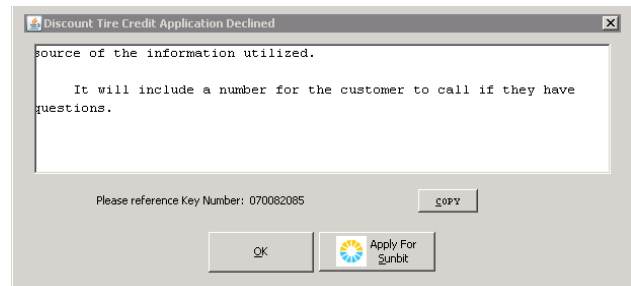 Discount Tire Credit Application Declined
source of the information utilized.
It will include a number for the customer to call if they have
questions.
Please reference Key Number: 070082085
COPY
OK
Apply For
Sunbit